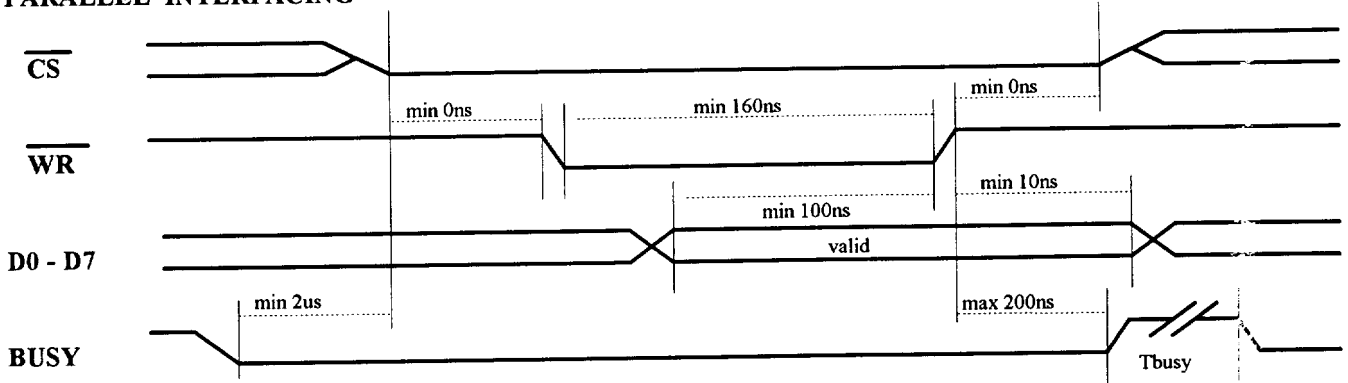 PARALLEL INTERFACING
CS
min 0ns
min 160ns
min 0ns
WR
min 10ns
min 100ns
D0 - D7
valid
min 2us
max 200ns
BUSY
Tbusy